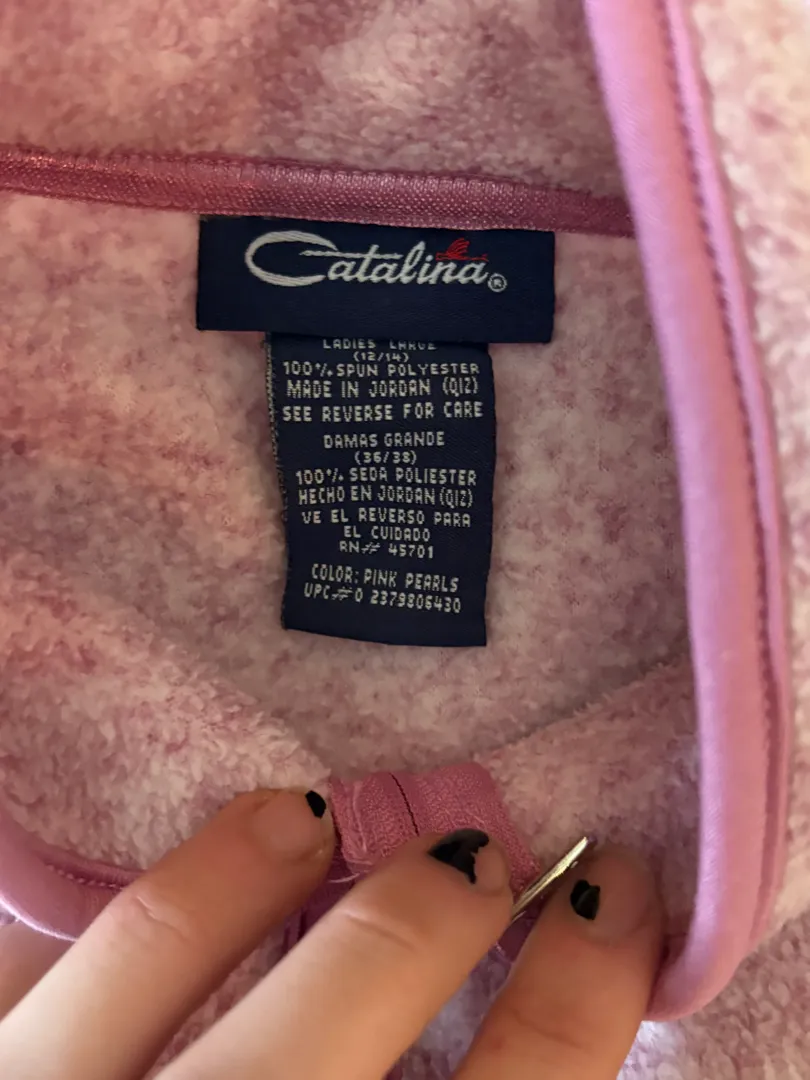 Catalina®
LADIES LARGE
(12/14)
100% SPUN POLYESTER
MADE IN JORDAN (QIZ)
SEE REVERSE FOR CARE
DAMAS GRANDE
(36/38)
100% SEDA POLIESTER
HECHO EN JORDAN (QIZ)
VE EL REVERSO PARA
EL CUIDADO
RN# 45701
COLOR: PINK PEARLS
UPC#0 2379806430